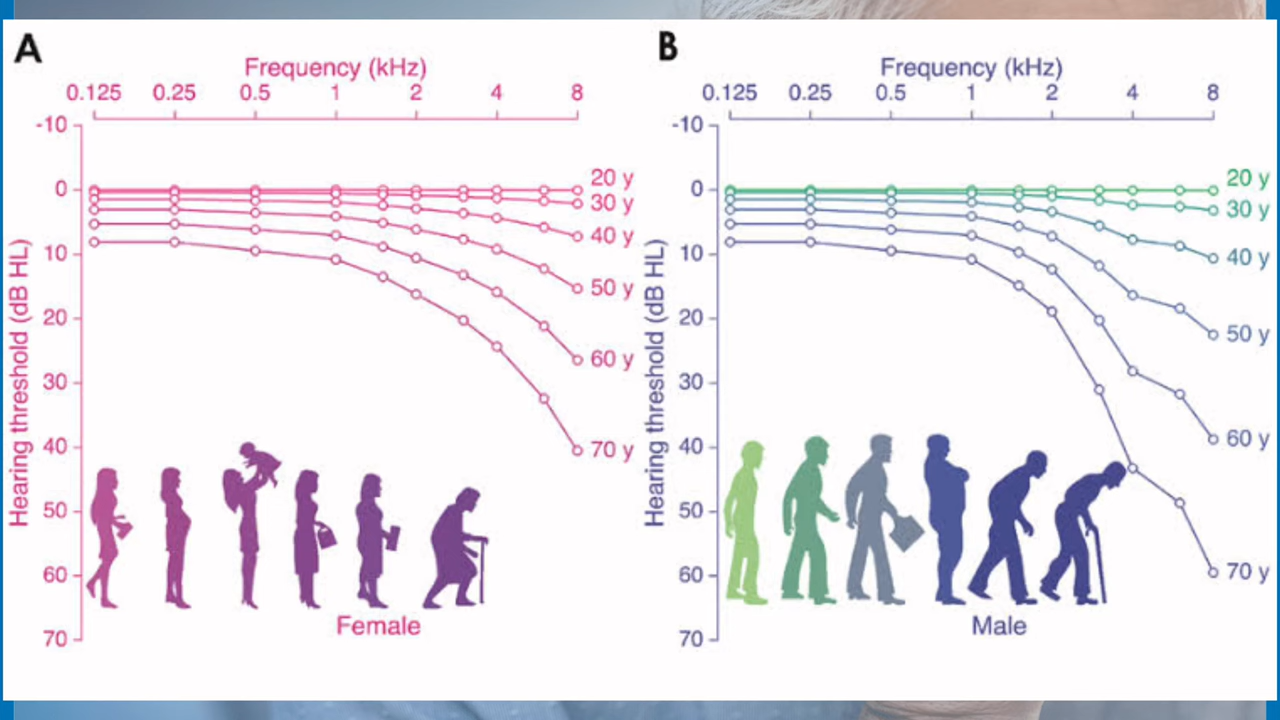 A
Frequency (kHz)
0.125 0.25 0.5 1 2 4 8
Hearing threshold (dB HL)
-10
0
10
20
30
40
50
60
70
20 y
30 y
40 y
50 y
60 y
70 y
Female
B
Frequency (kHz)
0.125 0.25 0.5 1 2 4 8
Hearing threshold (dB HL)
-10
0
10
20
30
40
50
60
70
20 y
30 y
40 y
50 y
60 y
70 y
Male